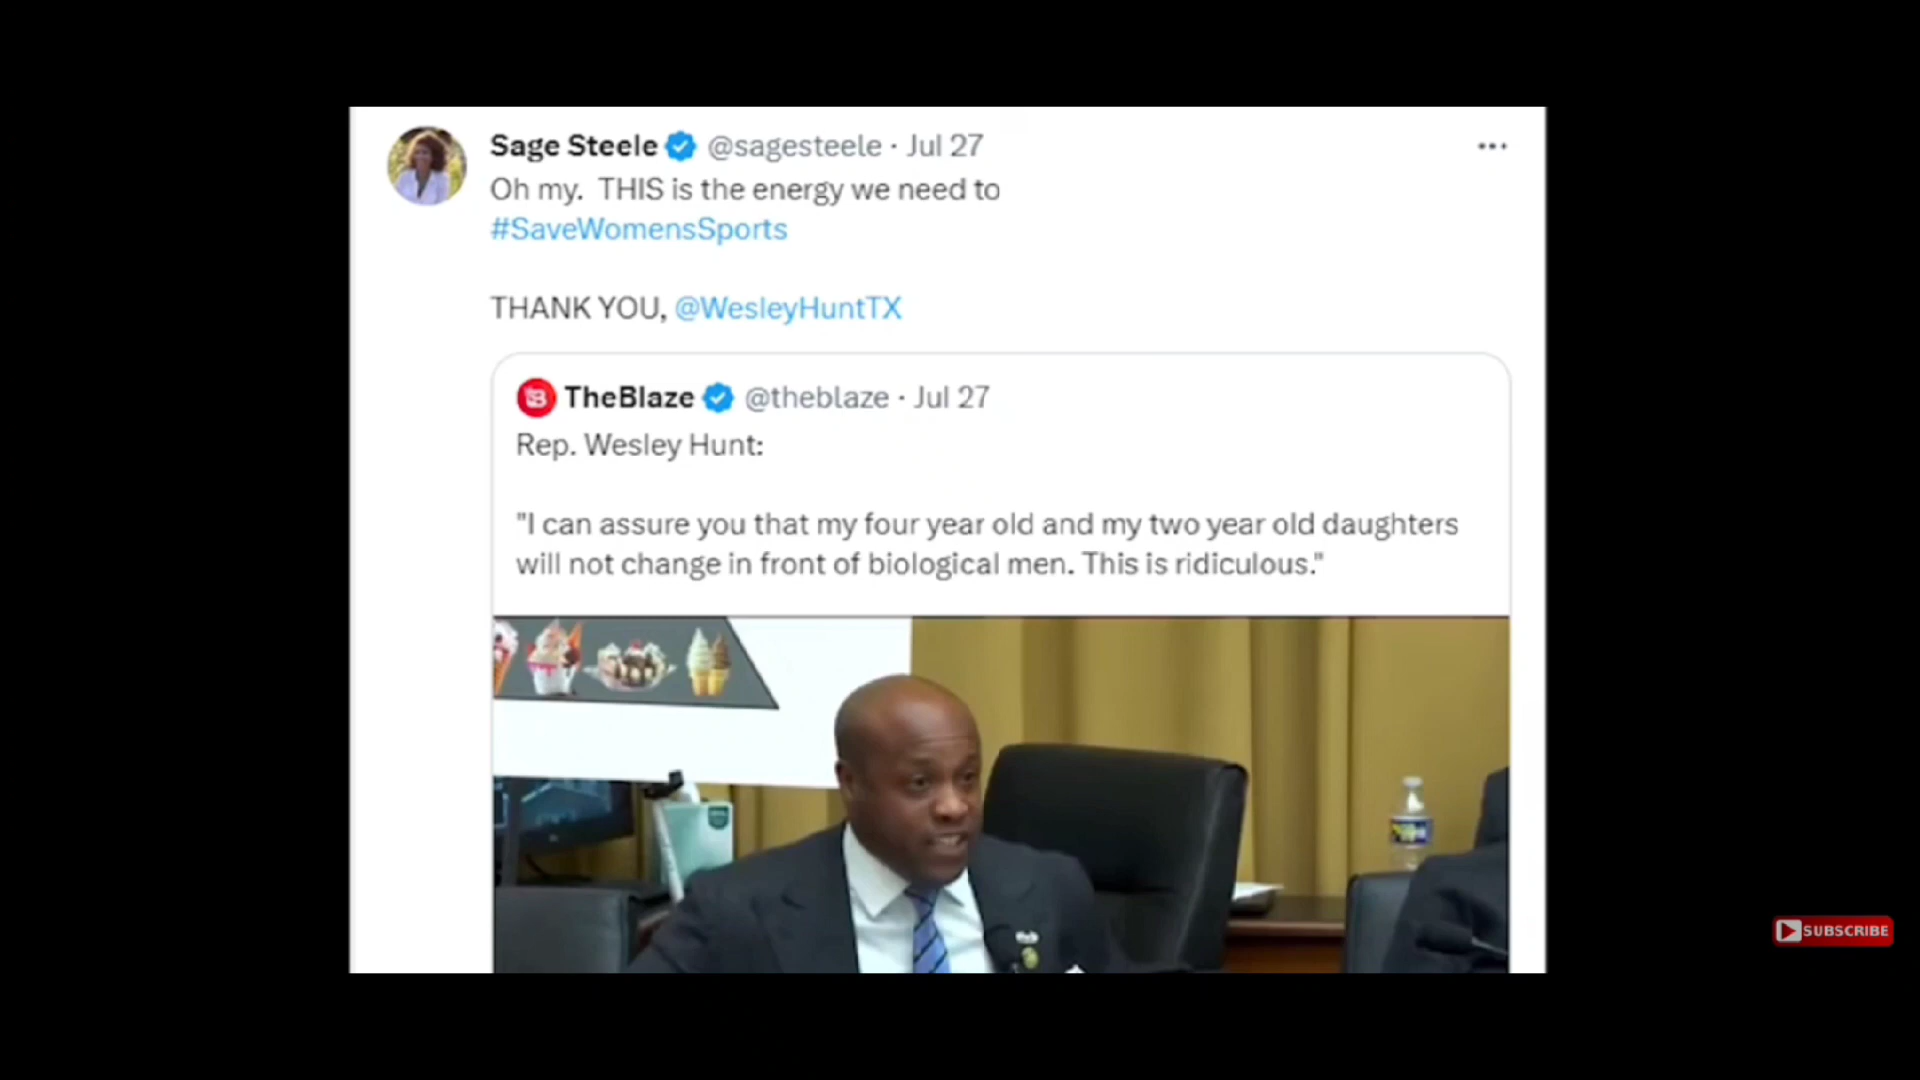 Sage Steele @sagesteele · Jul 27
Oh my. THIS is the energy we need to
#SaveWomensSports
THANK YOU, @WesleyHuntTX
TheBlaze @theblaze · Jul 27
Rep. Wesley Hunt:
"I can assure you that my four year old and my two year old daughters
will not change in front of biological men. This is ridiculous."
SUBSCRIBE